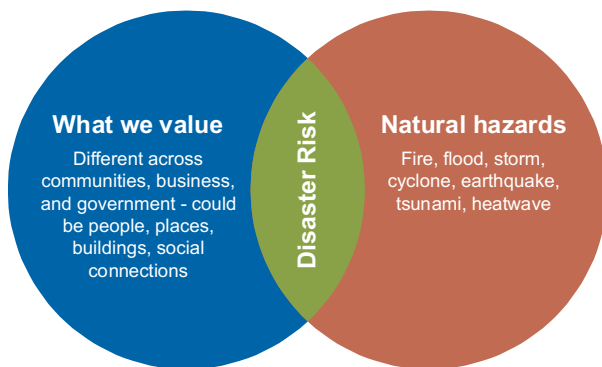 What we value
Different across
communities, business,
and government - could
be people, places,
buildings, social
connections
Disaster Risk
Natural hazards
Fire, flood, storm,
cyclone, earthquake,
tsunami, heatwave